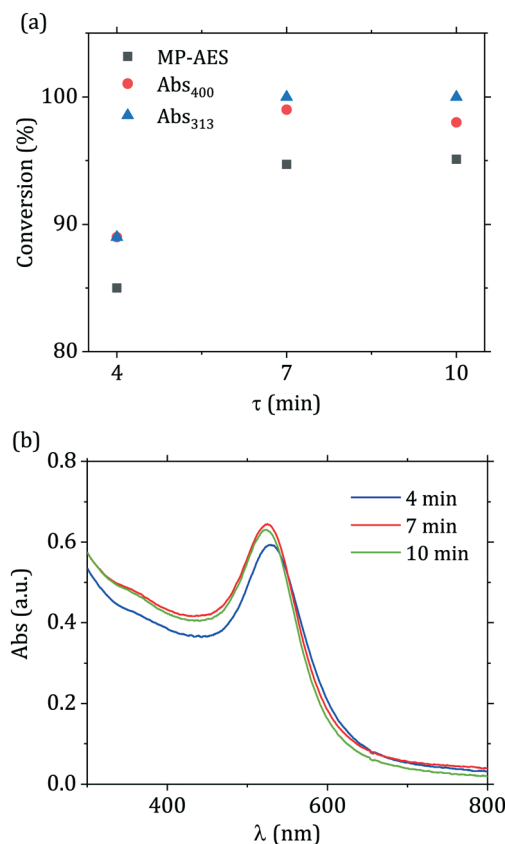 (a)
MP-AES
Abs₄₀₀
Abs₃₁₃
100
90
80
Conversion (%)
4 7 10
τ (min)
(b)
0.8
0.6
0.4
0.2
0.0
Abs (a.u.)
4 min
7 min
10 min
400 600 800
λ (nm)